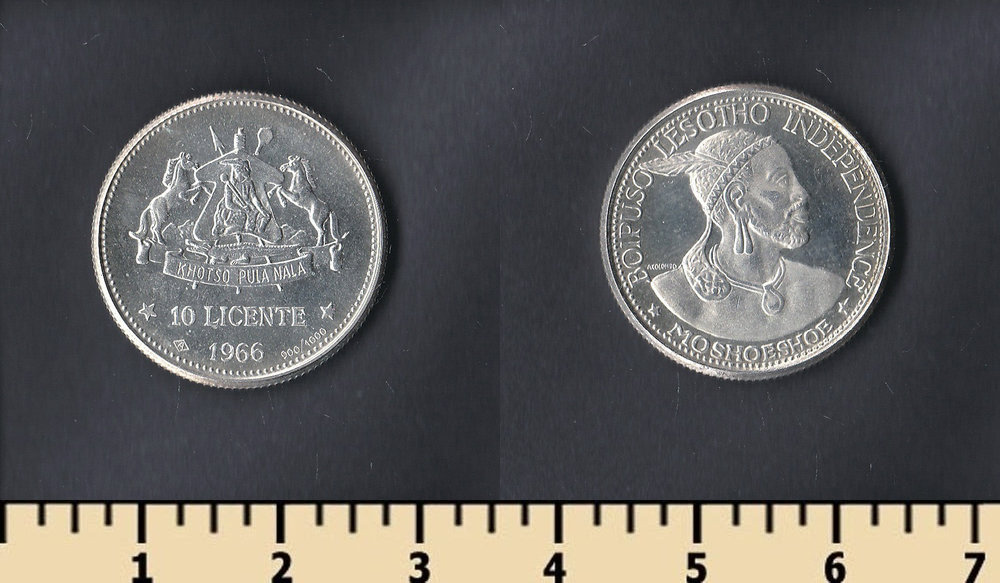 KHOTSO PULA NALA
10 LICENTE
1966
900/1000
BOIPUSO LESOTHO INDEPENDENCE
MOSHOESHOE
1 2 3 4 5 6 7